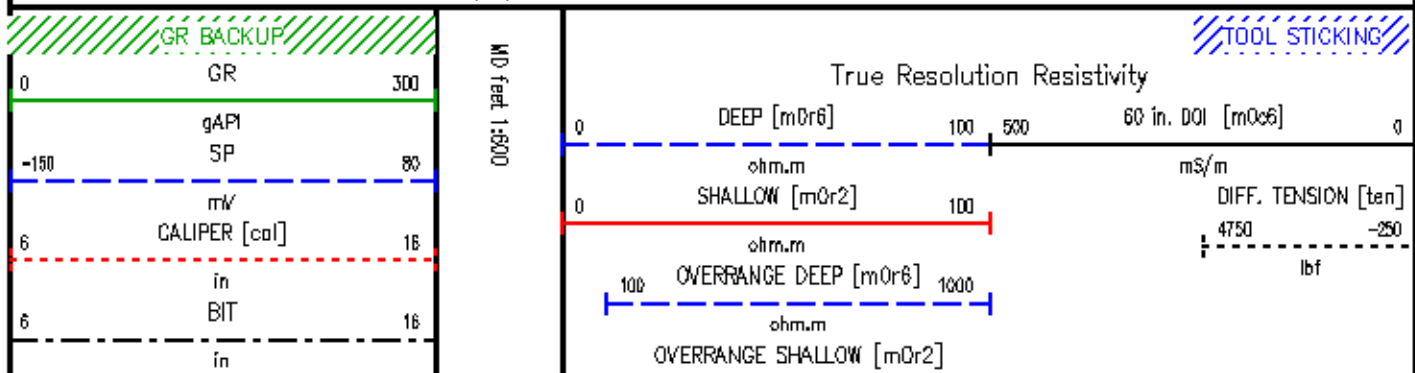 GR BACKUP
GR
0 300
gAPI
SP
-150 80
mV
CALIPER [cal]
6 16
in
BIT
6 16
in
MD feet 1:600
TOOL STICKING
True Resolution Resistivity
DEEP [m0r6]
0 100
ohm.m
60 in. DOI [m0c6]
500 0
mS/m
SHALLOW [m0r2]
0 100
ohm.m
DIFF. TENSION [ten]
4750 -250
lbf
OVERRANGE DEEP [m0r6]
100 1000
ohm.m
OVERRANGE SHALLOW [m0r2]